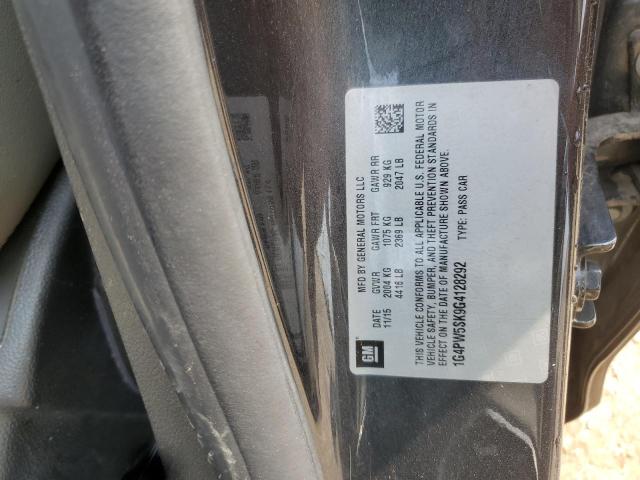 GM
MFD BY GENERAL MOTORS LLC
DATE GVWR GAWR FRT GAWR RR
11/15 2004 KG 1075 KG 929 KG
4418 LB 2369 LB 2047 LB
THIS VEHICLE CONFORMS TO ALL APPLICABLE U.S. FEDERAL MOTOR
VEHICLE SAFETY, BUMPER, AND THEFT PREVENTION STANDARDS IN
EFFECT ON THE DATE OF MANUFACTURE SHOWN ABOVE.
1G4PW5SK9G4128292 TYPE: PASS CAR